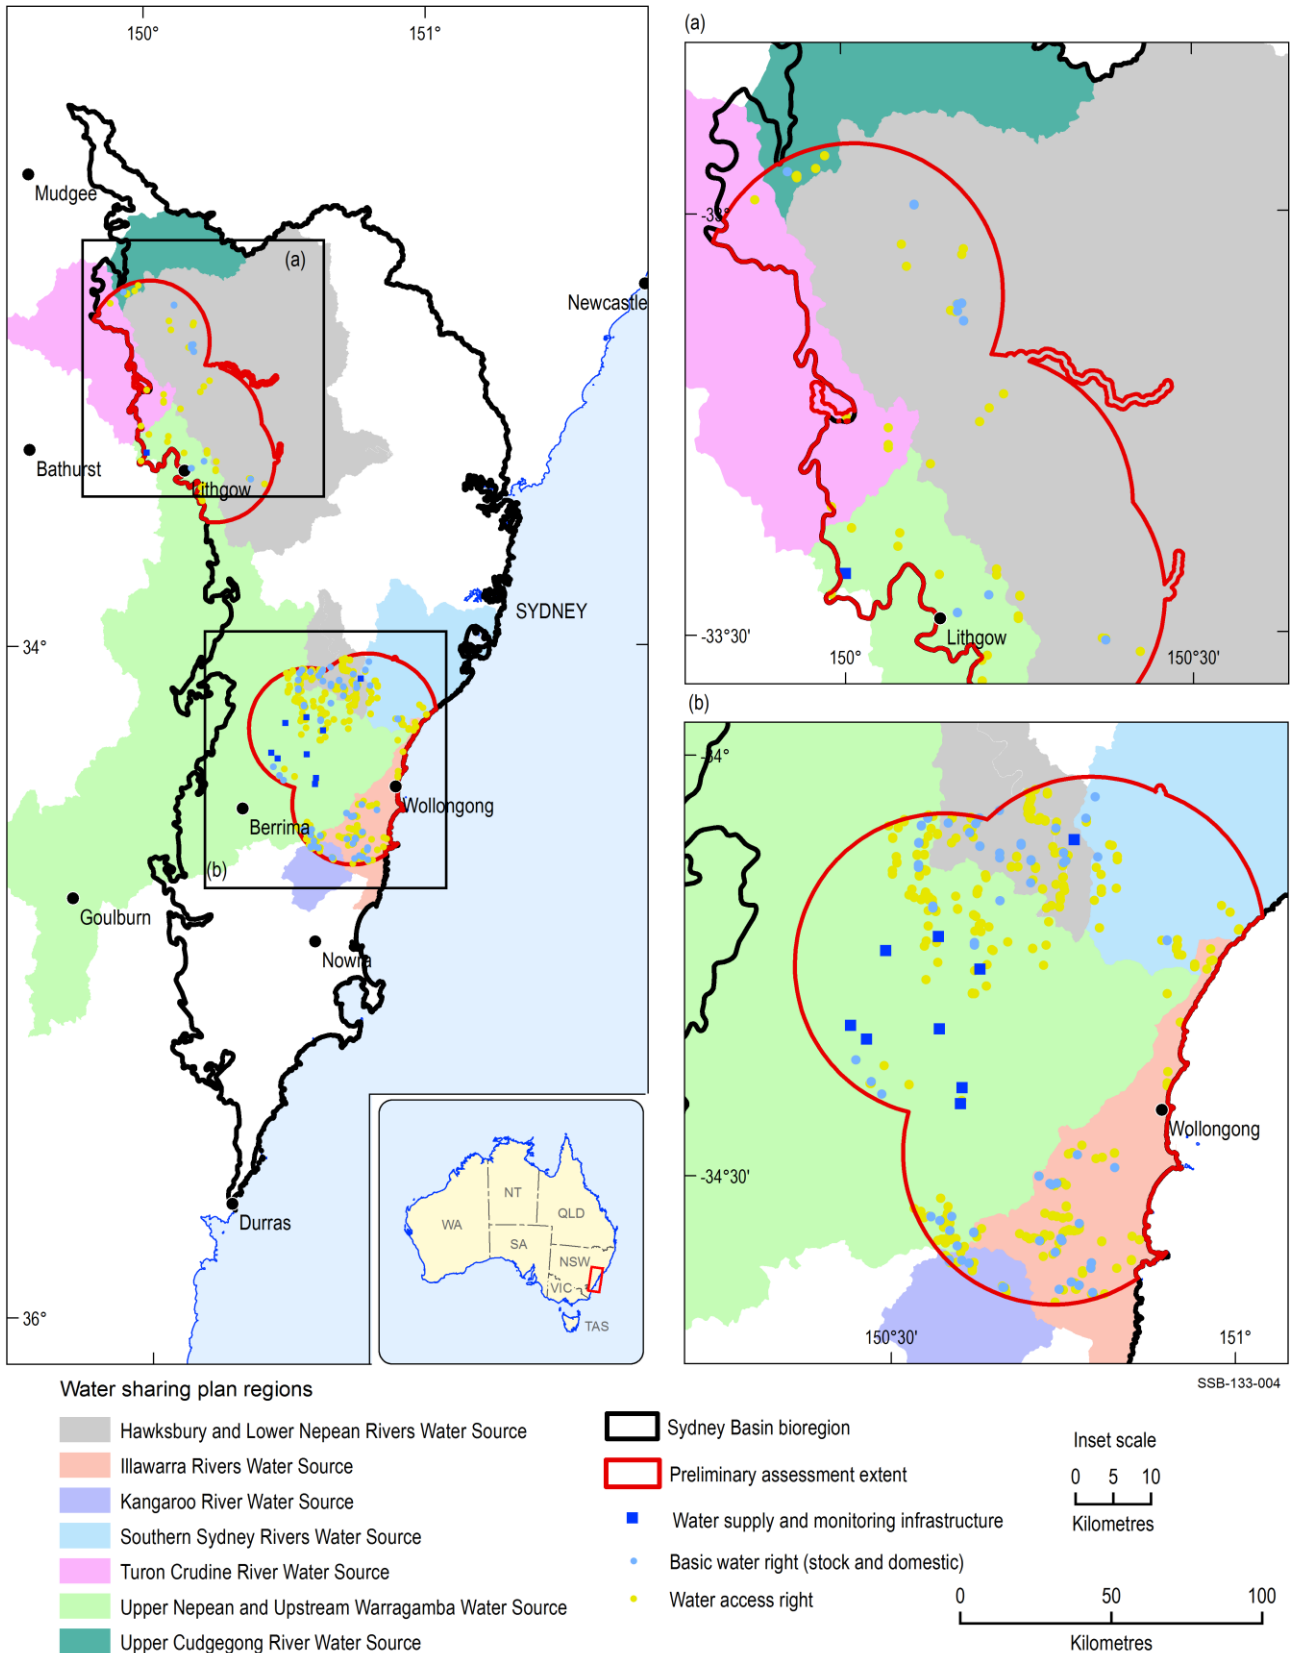 150°
151°
Mudgee
(a)
Newcastle
Bathurst
Lithgow
SYDNEY
34°
Wollongong
Berrima
(b)
Goulburn
Nowra
Durras
36°
WA
NT
QLD
SA
NSW
VIC
TAS
(a)
-33°
Lithgow
-33°30'
150°
150°30'
(b)
-34°
Wollongong
-34°30'
150°30'
151°
SSB-133-004
Water sharing plan regions
Hawksbury and Lower Nepean Rivers Water Source
Illawarra Rivers Water Source
Kangaroo River Water Source
Southern Sydney Rivers Water Source
Turon Crudine River Water Source
Upper Nepean and Upstream Warragamba Water Source
Upper Cudgegong River Water Source
Sydney Basin bioregion
Preliminary assessment extent
Water supply and monitoring infrastructure
Basic water right (stock and domestic)
Water access right
Inset scale
0 5 10
Kilometres
0 50 100
Kilometres